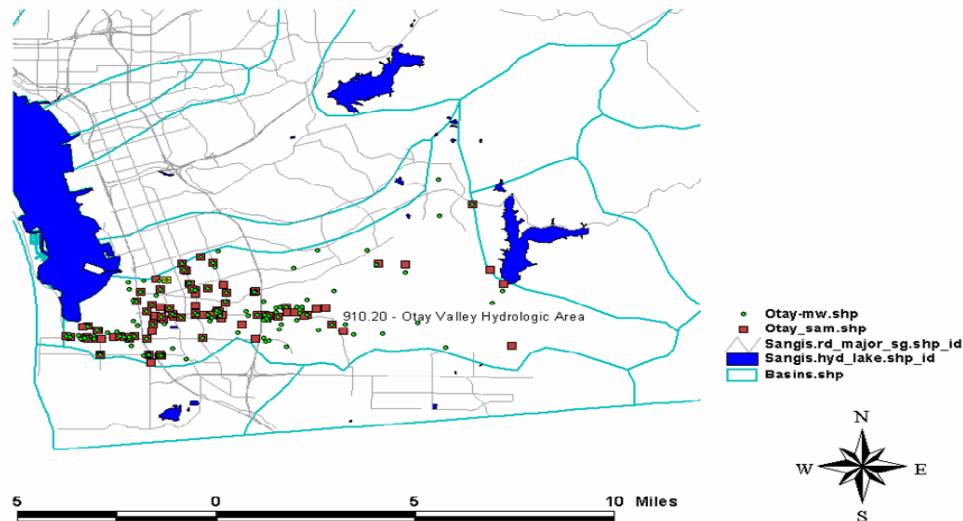 910.20 - Otay Valley Hydrologic Area
Otay-mw.shp
Otay_sam.shp
Sangis.rd_major_sg.shp_id
Sangis.hyd_lake.shp_id
Basins.shp
N
W E
S
5 0 5 10 Miles